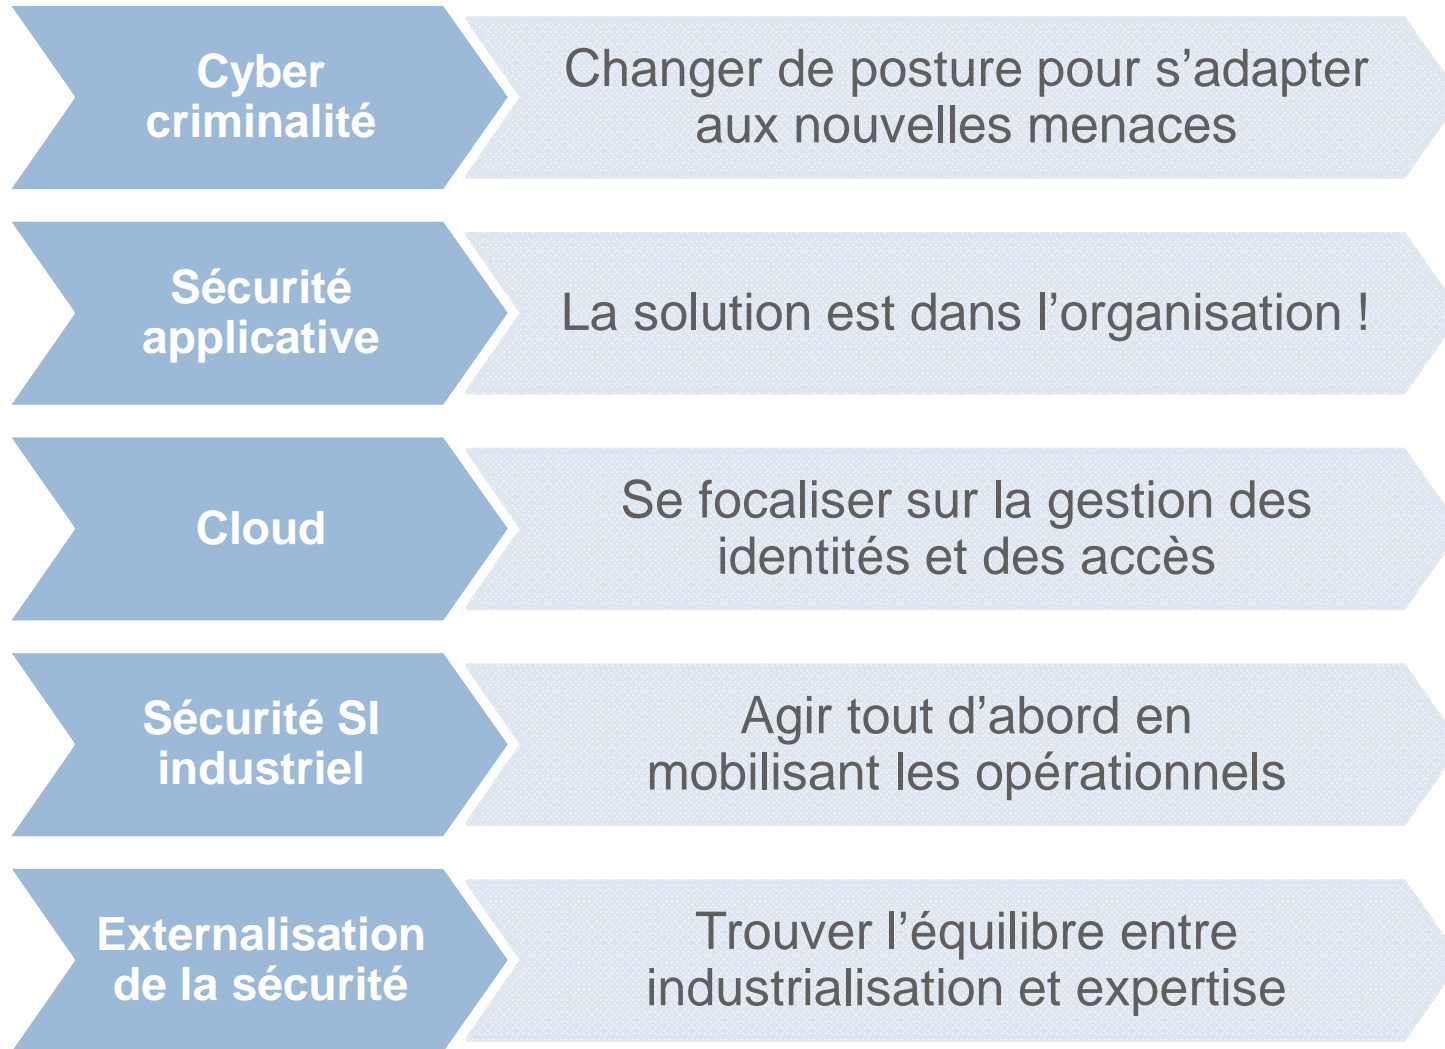 Cyber
criminalité
Changer de posture pour s’adapter
aux nouvelles menaces
Sécurité
applicative
La solution est dans l’organisation !
Cloud
Se focaliser sur la gestion des
identités et des accès
Sécurité SI
industriel
Agir tout d’abord en
mobilisant les opérationnels
Externalisation
de la sécurité
Trouver l’équilibre entre
industrialisation et expertise